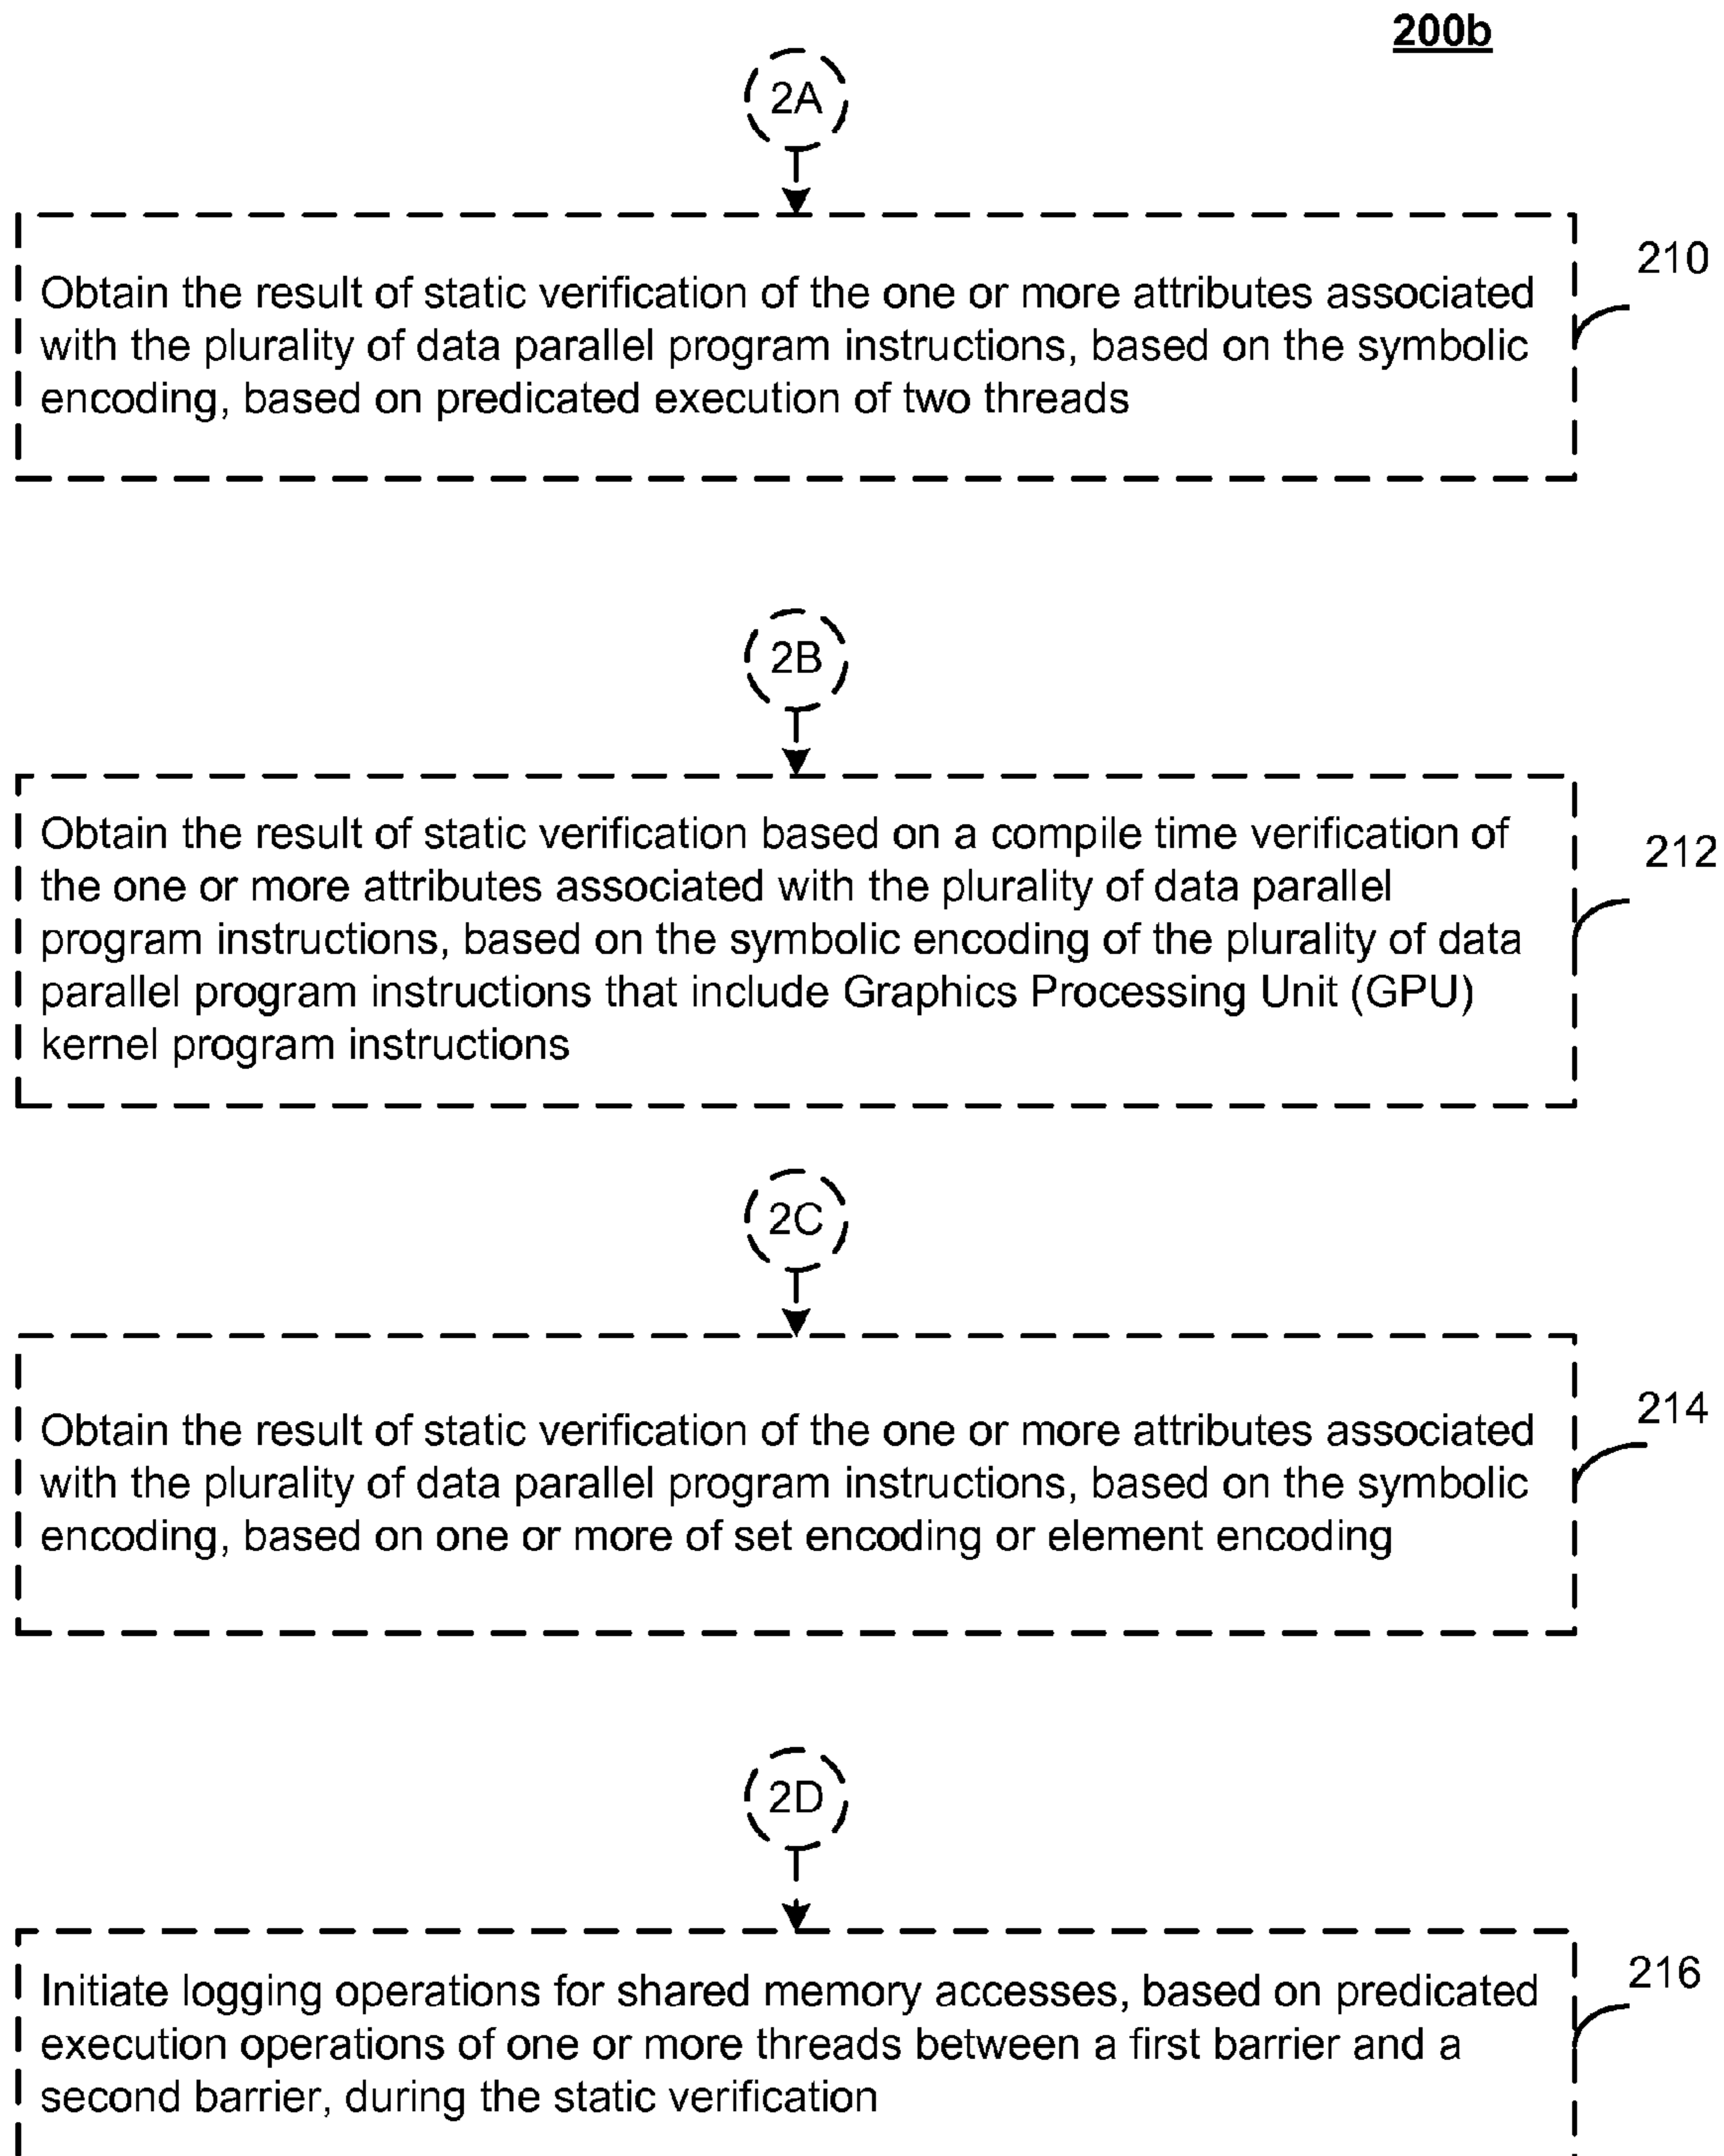 200b
2A
210
Obtain the result of static verification of the one or more attributes associated
with the plurality of data parallel program instructions, based on the symbolic
encoding, based on predicated execution of two threads
2B
Obtain the result of static verification based on a compile time verification of
212
the one or more attributes associated with the plurality of data parallel
program instructions, based on the symbolic encoding of the plurality of data
parallel program instructions that include Graphics Processing Unit (GPU)
kernel program instructions
2C
214
Obtain the result of static verification of the one or more attributes associated
with the plurality of data parallel program instructions, based on the symbolic
encoding, based on one or more of set encoding or element encoding
2D
216
Initiate logging operations for shared memory accesses, based on predicated
execution operations of one or more threads between a first barrier and a
second barrier, during the static verification